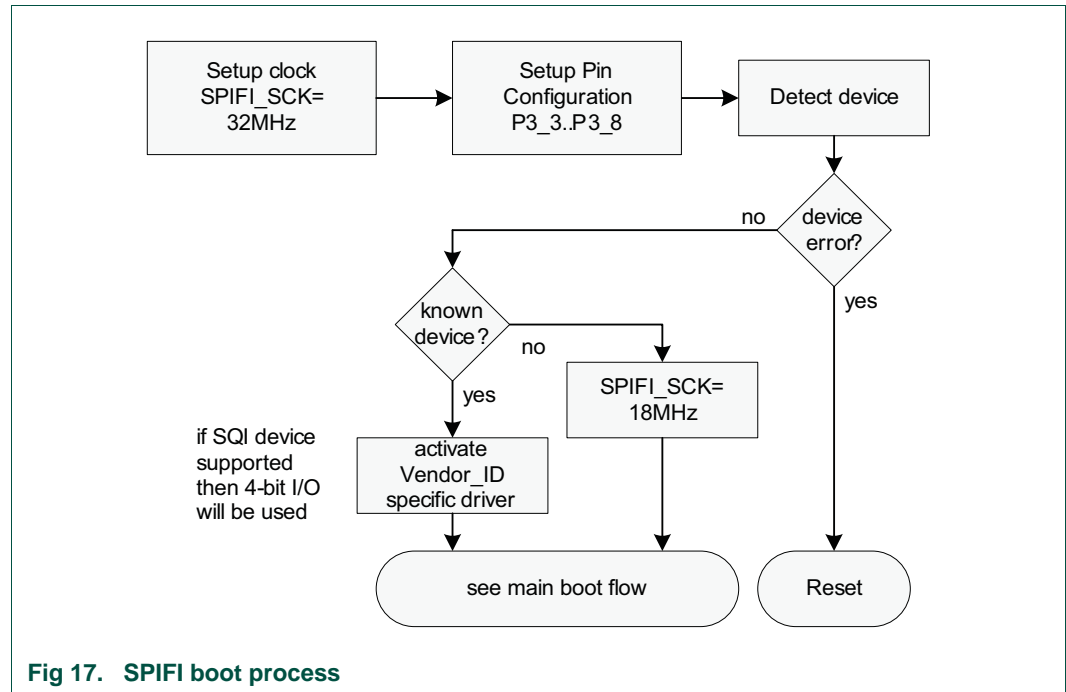 Setup clock
SPIFI_SCK=
32MHz
Setup Pin
Configuration
P3_3..P3_8
Detect device
device
error?
no
yes
known
device?
no
yes
SPIFI_SCK=
18MHz
if SQI device
supported
then 4-bit I/O
will be used
activate
Vendor_ID
specific driver
see main boot flow
Reset
Fig 17. SPIFI boot process